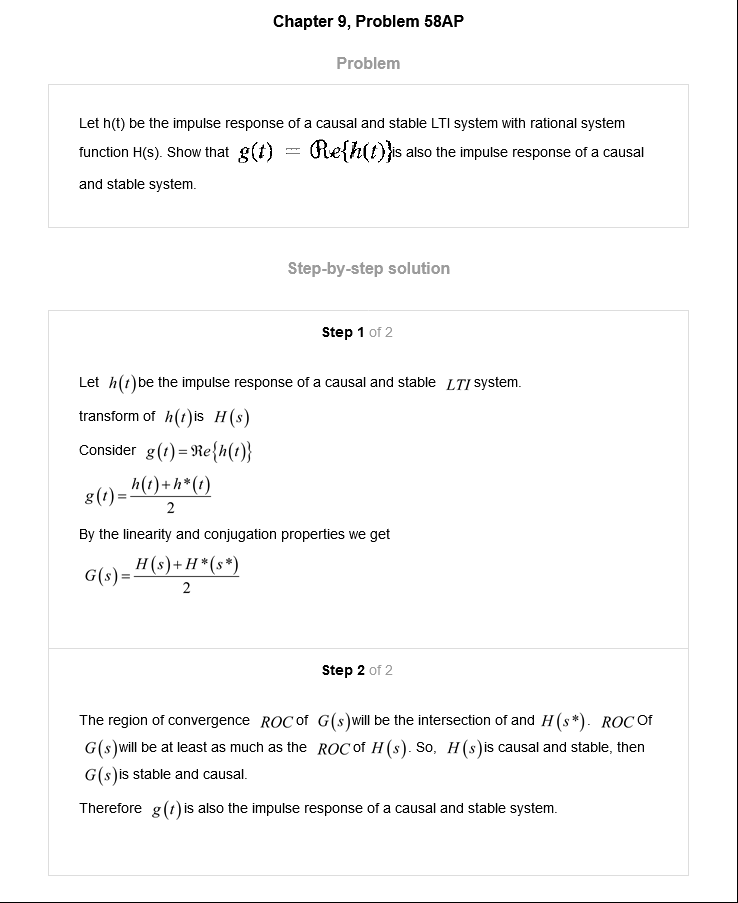 Chapter 9, Problem 58AP
Problem
Let h(t) be the impulse response of a causal and stable LTI system with rational system
function H(s). Show that g(t) = ℜe{h(t)}is also the impulse response of a causal
and stable system.
Step-by-step solution
Step 1 of 2
Let h(t)be the impulse response of a causal and stable LTI system.
transform of h(t)is H(s)
Consider g(t)=ℜe{h(t)}
g(t)=(h(t)+h*(t))/2
By the linearity and conjugation properties we get
G(s)=(H(s)+H*(s*))/2
Step 2 of 2
The region of convergence ROC of G(s)will be the intersection of and H(s*). ROC Of
G(s)will be at least as much as the ROC of H(s). So, H(s)is causal and stable, then
G(s)is stable and causal.
Therefore g(t)is also the impulse response of a causal and stable system.